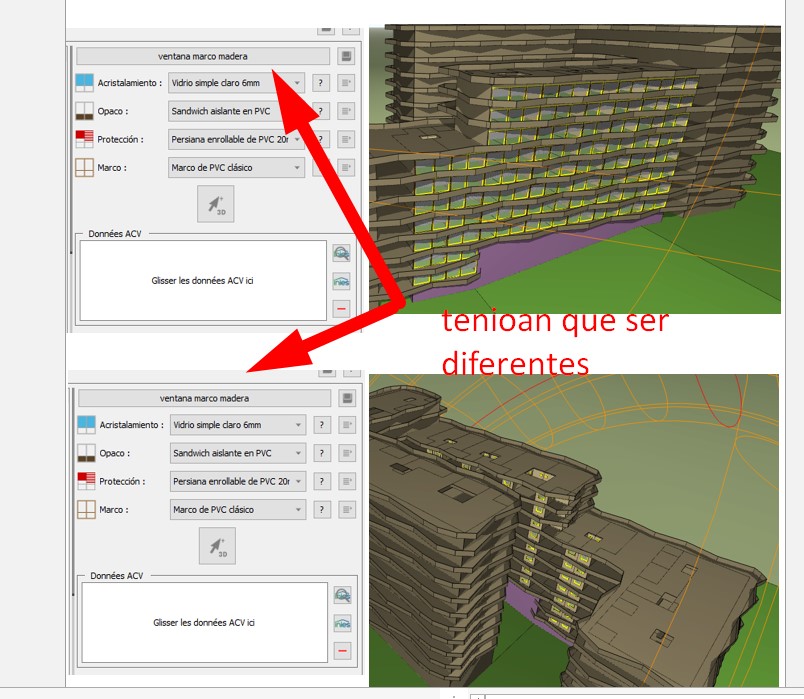 ventana marco madera
Acristalamiento : Vidrio simple claro 6mm ?
Opaco : Sandwich aislante en PVC ?
Protección : Persiana enrollable de PVC 20r ?
Marco : Marco de PVC clásico ?
3D
Données ACV
Glisser les données ACV ici
inies
tenioan que ser
diferentes
ventana marco madera
Acristalamiento : Vidrio simple claro 6mm ?
Opaco : Sandwich aislante en PVC ?
Protección : Persiana enrollable de PVC 20r ?
Marco : Marco de PVC clásico ?
3D
Données ACV
Glisser les données ACV ici
inies